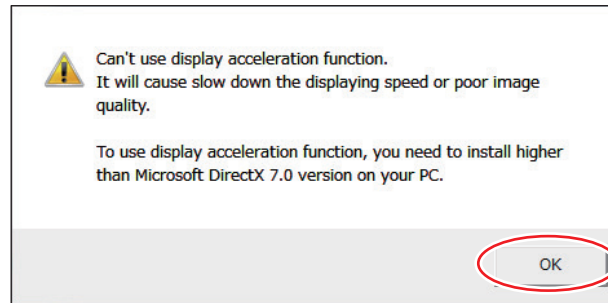 Can't use display acceleration function.
It will cause slow down the displaying speed or poor image
quality.
To use display acceleration function, you need to install higher
than Microsoft DirectX 7.0 version on your PC.
OK